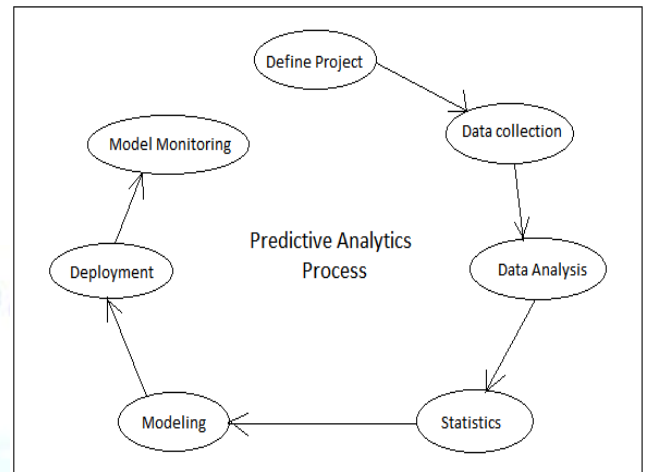 Define Project
Data collection
Model Monitoring
Predictive Analytics
Process
Data Analysis
Deployment
Modeling
Statistics